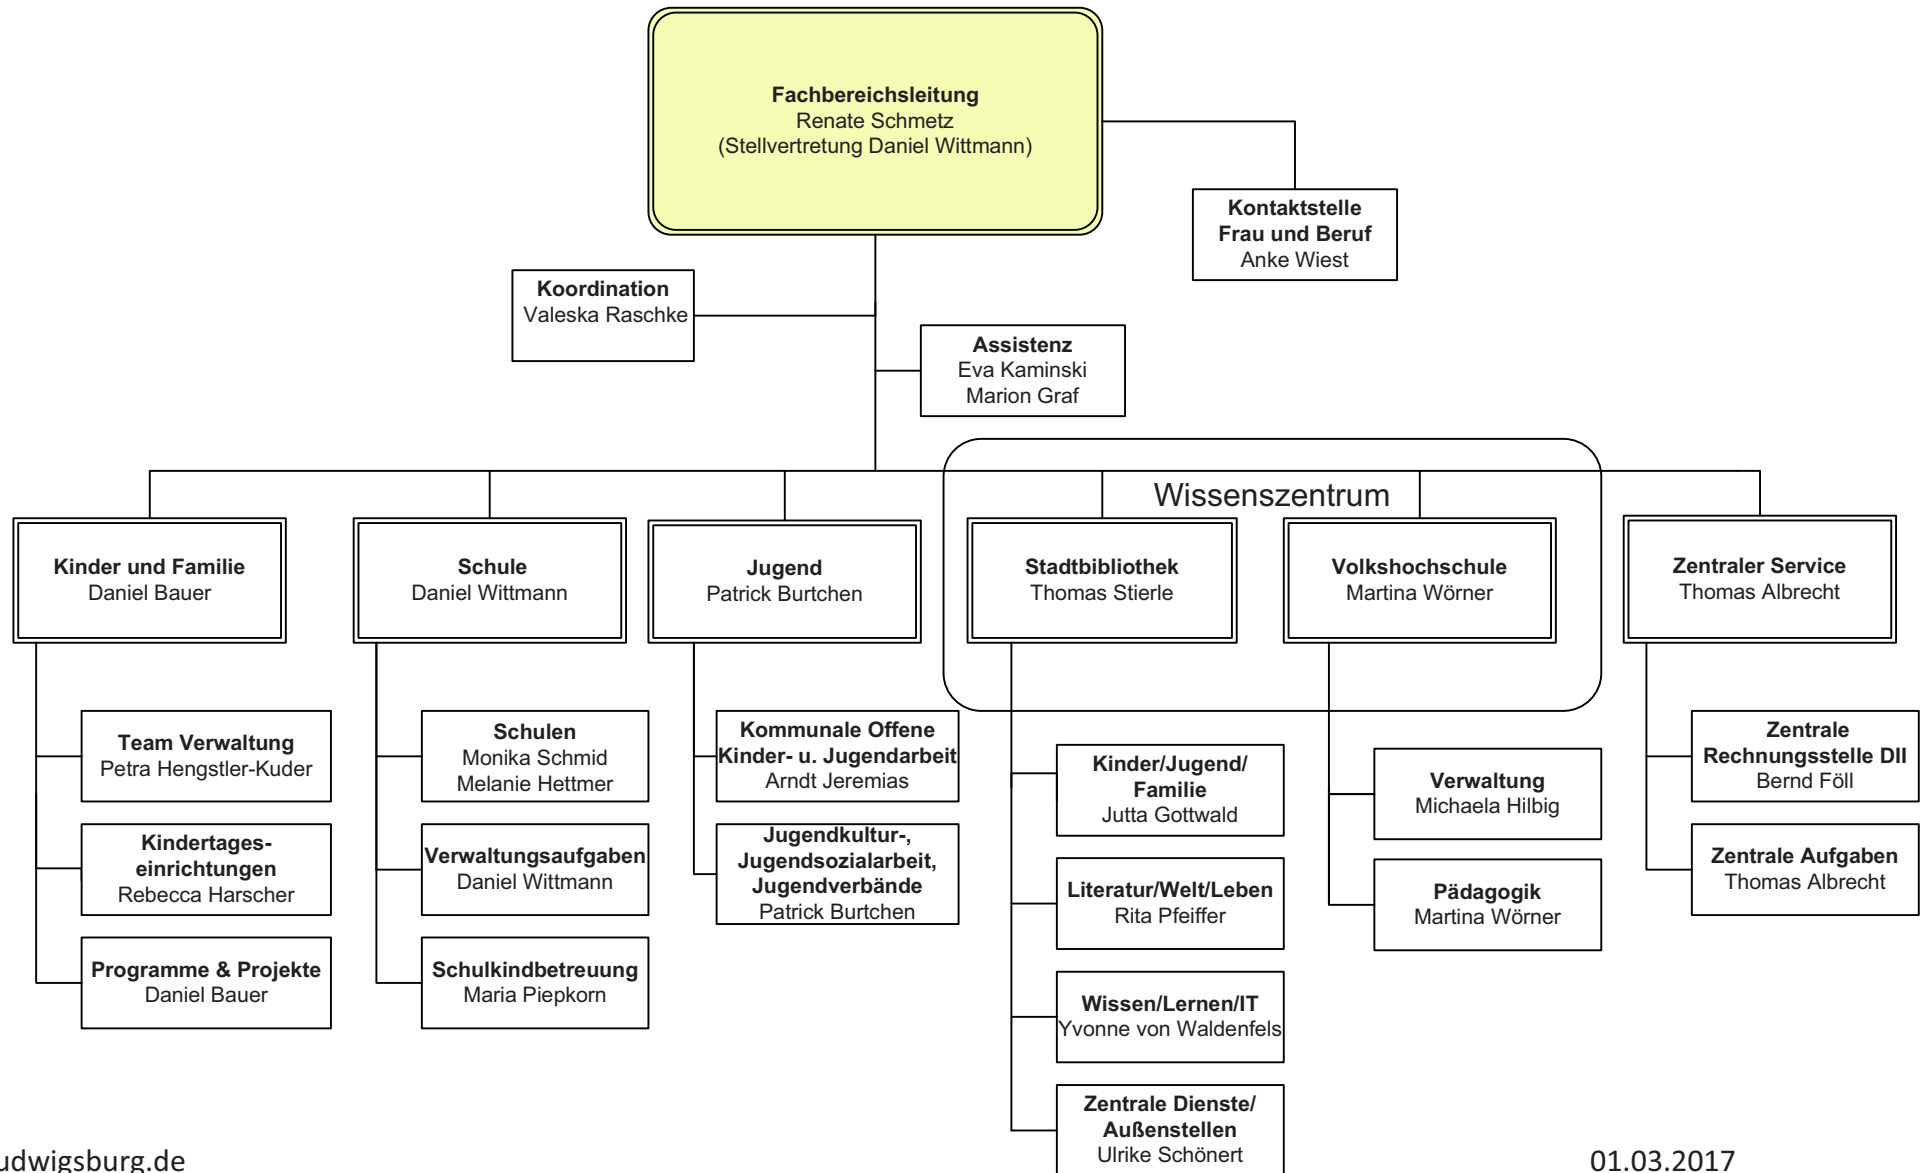 Fachbereichsleitung
Renate Schmetz
(Stellvertretung Daniel Wittmann)
Kontaktstelle
Frau und Beruf
Anke Wiest
Koordination
Valeska Raschke
Assistenz
Eva Kaminski
Marion Graf
Wissenszentrum
Kinder und Familie
Daniel Bauer
Schule
Daniel Wittmann
Jugend
Patrick Burtchen
Stadtbibliothek
Thomas Stierle
Volkshochschule
Martina Wörner
Zentraler Service
Thomas Albrecht
Team Verwaltung
Petra Hengstler-Kuder
Kindertages-
einrichtungen
Rebecca Harscher
Programme & Projekte
Daniel Bauer
Schulen
Monika Schmid
Melanie Hettmer
Verwaltungsaufgaben
Daniel Wittmann
Schulkindbetreuung
Maria Piepkorn
Kommunale Offene
Kinder- u. Jugendarbeit
Arndt Jeremias
Jugendkultur-,
Jugendsozialarbeit,
Jugendverbände
Patrick Burtchen
Kinder/Jugend/
Familie
Jutta Gottwald
Literatur/Welt/Leben
Rita Pfeiffer
Wissen/Lernen/IT
Yvonne von Waldenfels
Zentrale Dienste/
Außenstellen
Ulrike Schönert
Verwaltung
Michaela Hilbig
Pädagogik
Martina Wörner
Zentrale
Rechnungsstelle DII
Bernd Föll
Zentrale Aufgaben
Thomas Albrecht
udwigsburg.de
01.03.2017